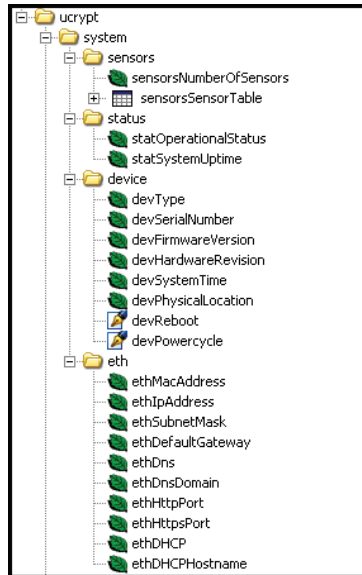 ucrypt
system
sensors
sensorsNumberOfSensors
sensorsSensorTable
status
statOperationalStatus
statSystemUptime
device
devType
devSerialNumber
devFirmwareVersion
devHardwareRevision
devSystemTime
devPhysicalLocation
devReboot
devPowercycle
eth
ethMacAddress
ethIpAddress
ethSubnetMask
ethDefaultGateway
ethDns
ethDnsDomain
ethHttpPort
ethHttpsPort
ethDHCP
ethDHCPHostname